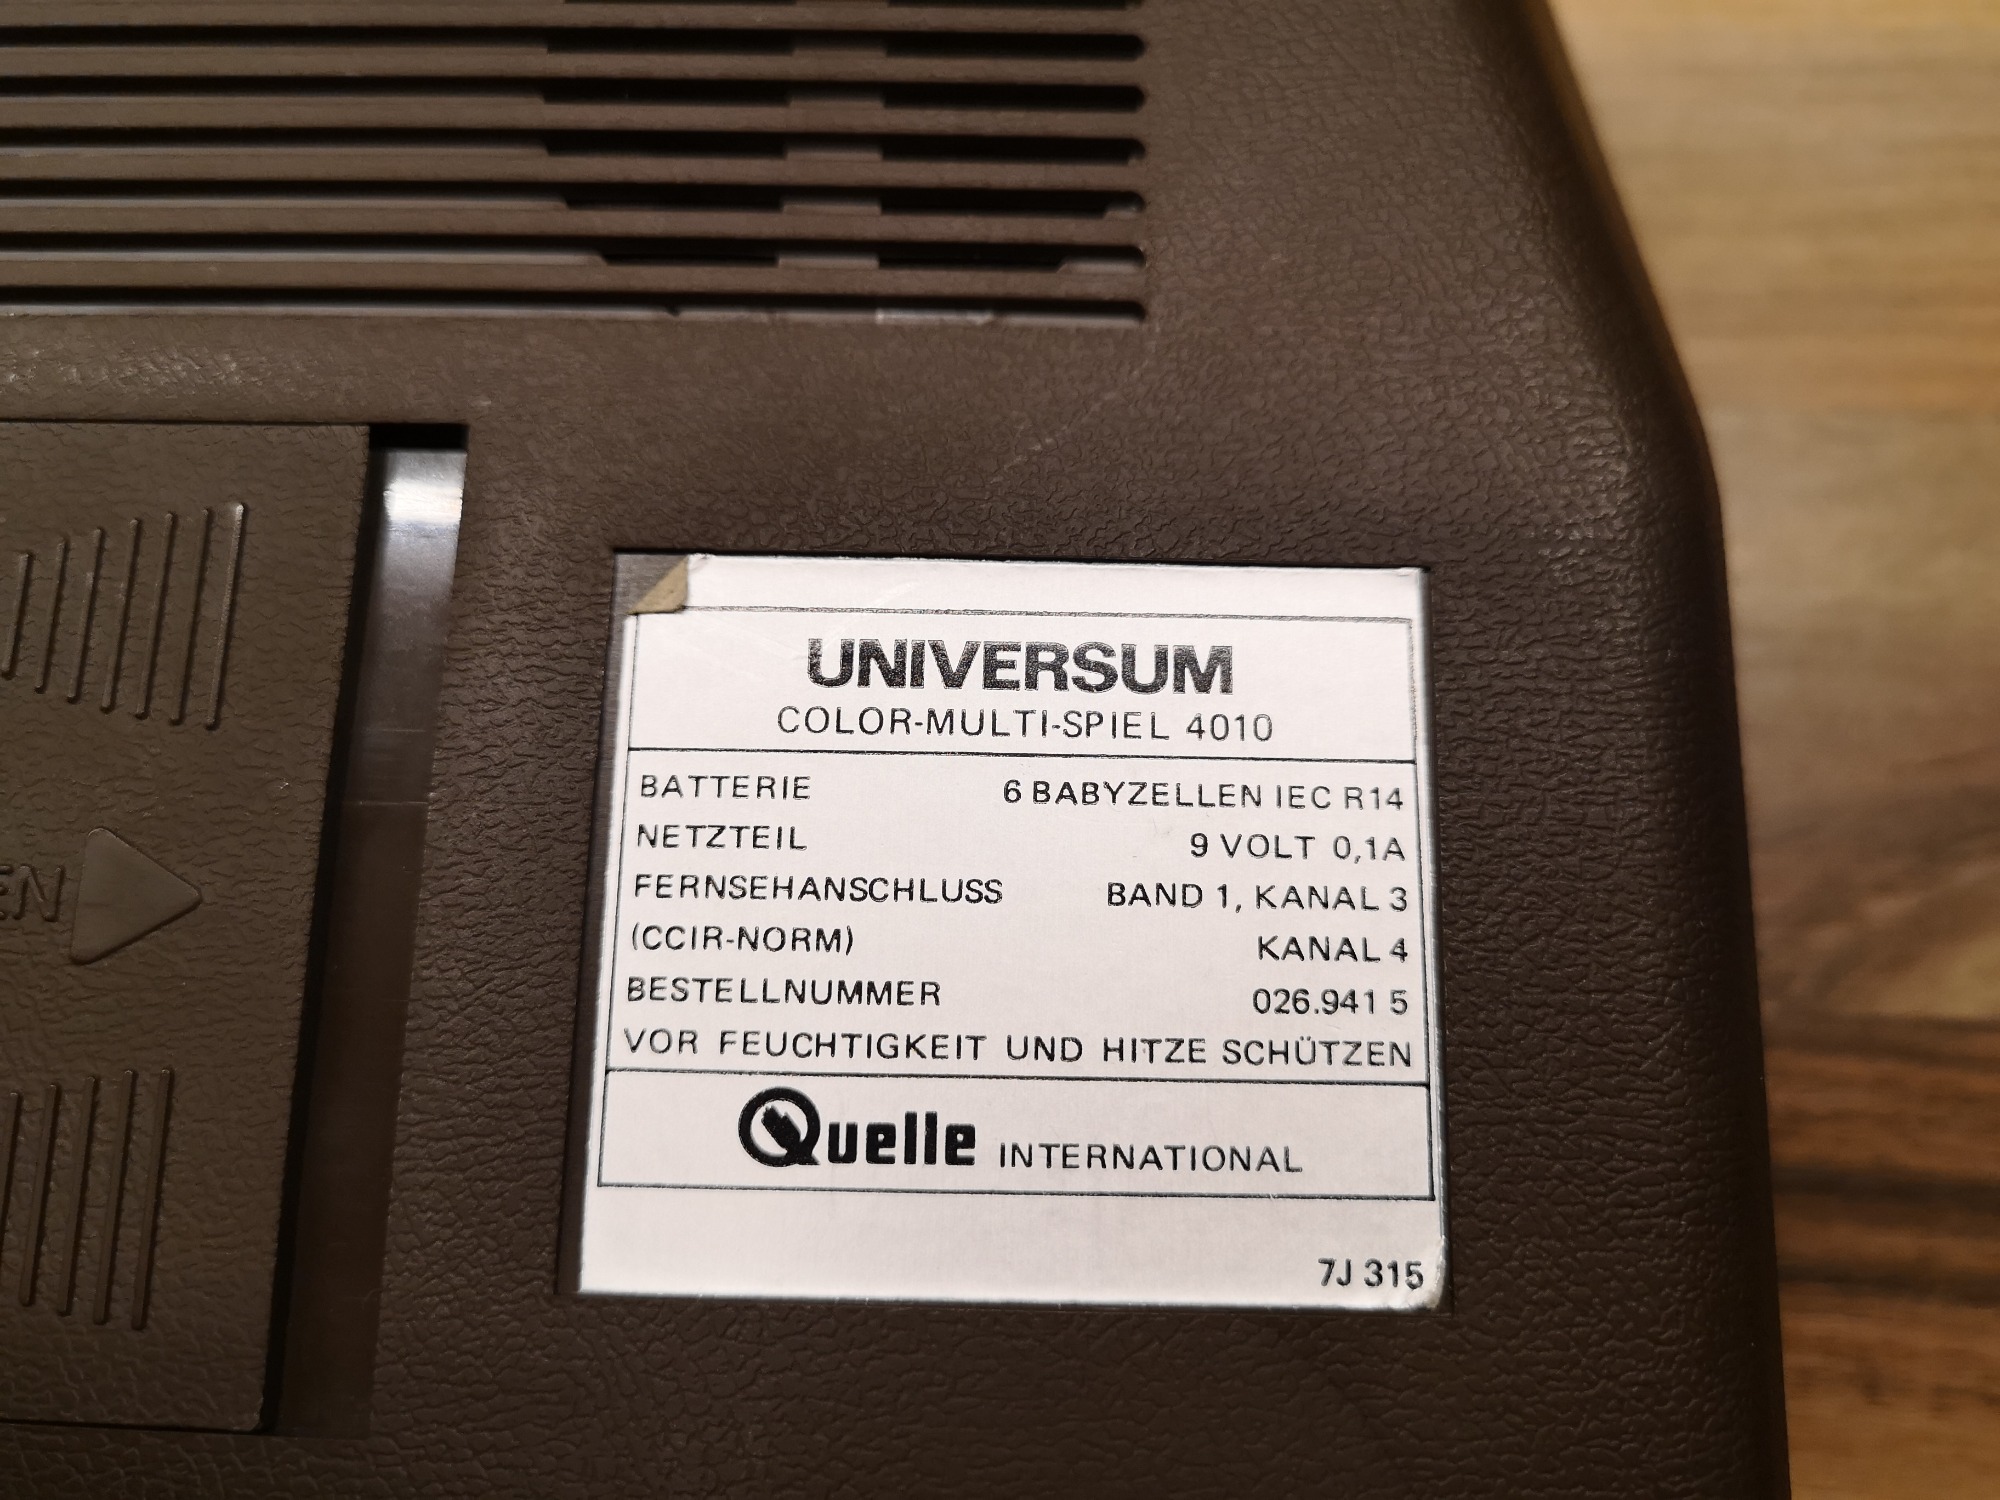 UNIVERSUM
COLOR-MULTI-SPIEL 4010
BATTERIE 6 BABYZELLEN IEC R14
NETZTEIL 9 VOLT 0,1A
FERNSEHANSCHLUSS BAND 1, KANAL 3
(CCIR-NORM) KANAL 4
BESTELLNUMMER 026.941 5
VOR FEUCHTIGKEIT UND HITZE SCHÜTZEN
Quelle INTERNATIONAL
7J 315